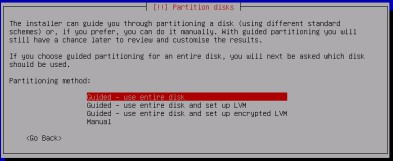 [!!] Partition disks
The installer can guide you through partitioning a disk (using different standard
schemes) or, if you prefer, you can do it manually. With guided partitioning you will
still have a chance later to review and customise the results.
If you choose guided partitioning for an entire disk, you will next be asked which disk
should be used.
Partitioning method:
Guided - use entire disk
Guided - use entire disk and set up LVM
Guided - use entire disk and set up encrypted LVM
Manual
<Go Back>